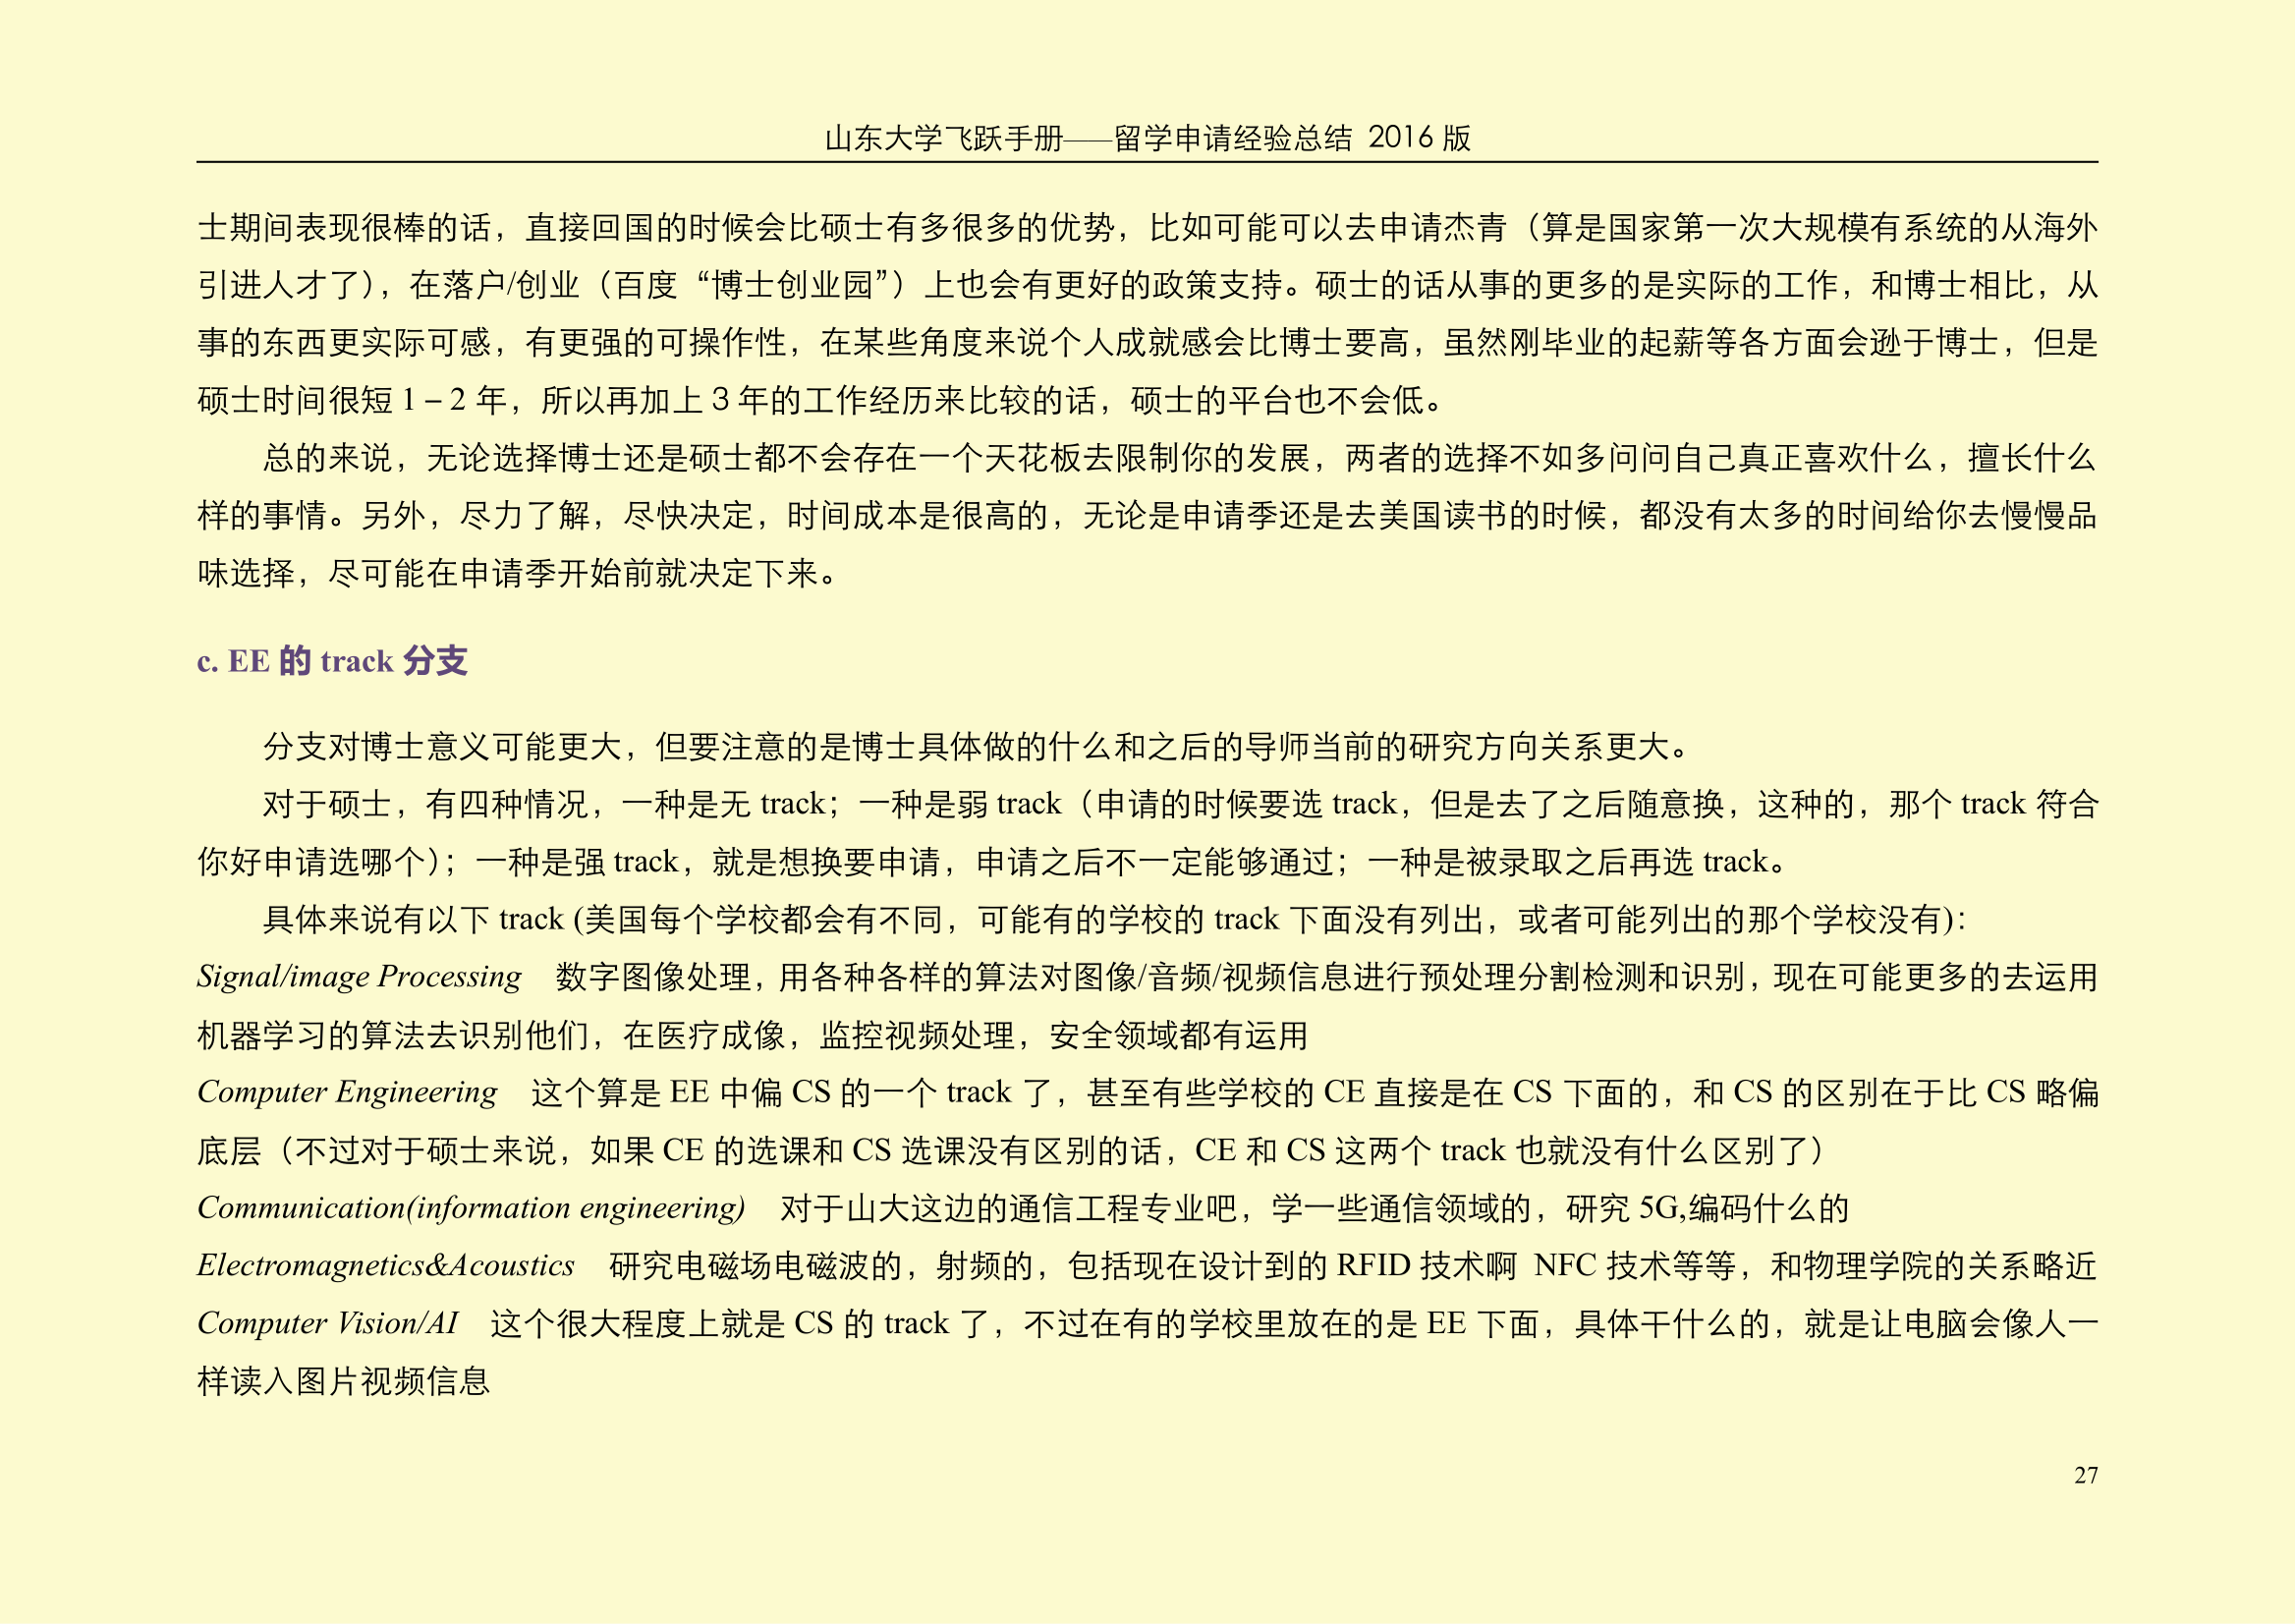 山东大学飞跃手册——留学申请经验总结 2016 版
士期间表现很棒的话，直接回国的时候会比硕士有多很多的优势，比如可能可以去申请杰青（算是国家第一次大规模有系统的从海外
引进人才了），在落户/创业（百度 “博士创业园”）上也会有更好的政策支持。硕士的话从事的更多的是实际的工作，和博士相比，从
事的东西更实际可感，有更强的可操作性，在某些角度来说个人成就感会比博士要高，虽然刚毕业的起薪等各方面会逊于博士，但是
硕士时间很短 1 – 2 年，所以再加上 3 年的工作经历来比较的话，硕士的平台也不会低。
总的来说，无论选择博士还是硕士都不会存在一个天花板去限制你的发展，两者的选择不如多问问自己真正喜欢什么，擅长什么
样的事情。另外，尽力了解，尽快决定，时间成本是很高的，无论是申请季还是去美国读书的时候，都没有太多的时间给你去慢慢品
味选择，尽可能在申请季开始前就决定下来。
c. EE 的 track 分支
分支对博士意义可能更大，但要注意的是博士具体做的什么和之后的导师当前的研究方向关系更大。
对于硕士，有四种情况，一种是无 track；一种是弱 track（申请的时候要选 track，但是去了之后随意换，这种的，那个 track 符合
你好申请选哪个）；一种是强 track，就是想换要申请，申请之后不一定能够通过；一种是被录取之后再选 track。
具体来说有以下 track (美国每个学校都会有不同，可能有的学校的 track 下面没有列出，或者可能列出的那个学校没有)：
Signal/image Processing 数字图像处理，用各种各样的算法对图像/音频/视频信息进行预处理分割检测和识别，现在可能更多的去运用
机器学习的算法去识别他们，在医疗成像，监控视频处理，安全领域都有运用
Computer Engineering 这个算是 EE 中偏 CS 的一个 track 了，甚至有些学校的 CE 直接是在 CS 下面的，和 CS 的区别在于比 CS 略偏
底层（不过对于硕士来说，如果 CE 的选课和 CS 选课没有区别的话，CE 和 CS 这两个 track 也就没有什么区别了）
Communication(information engineering) 对于山大这边的通信工程专业吧，学一些通信领域的，研究 5G,编码什么的
Electromagnetics&Acoustics 研究电磁场电磁波的，射频的，包括现在设计到的 RFID 技术啊 NFC 技术等等，和物理学院的关系略近
Computer Vision/AI 这个很大程度上就是 CS 的 track 了，不过在有的学校里放在的是 EE 下面，具体干什么的，就是让电脑会像人一
样读入图片视频信息
27